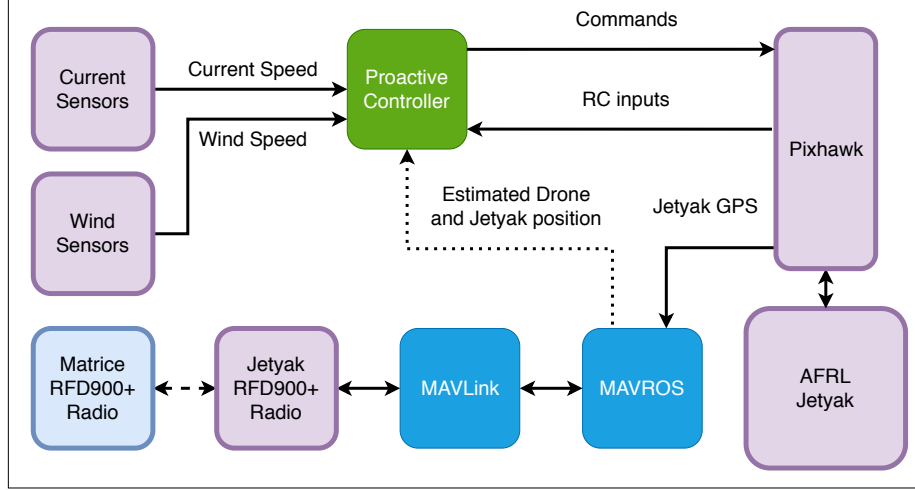 Commands
Current
Sensors
Current Speed
Proactive
Controller
RC inputs
Wind Speed
Pixhawk
Wind
Sensors
Estimated Drone
and Jetyak position
Jetyak GPS
Matrice
RFD900+
Radio
Jetyak
RFD900+
Radio
MAVLink
MAVROS
AFRL
Jetyak